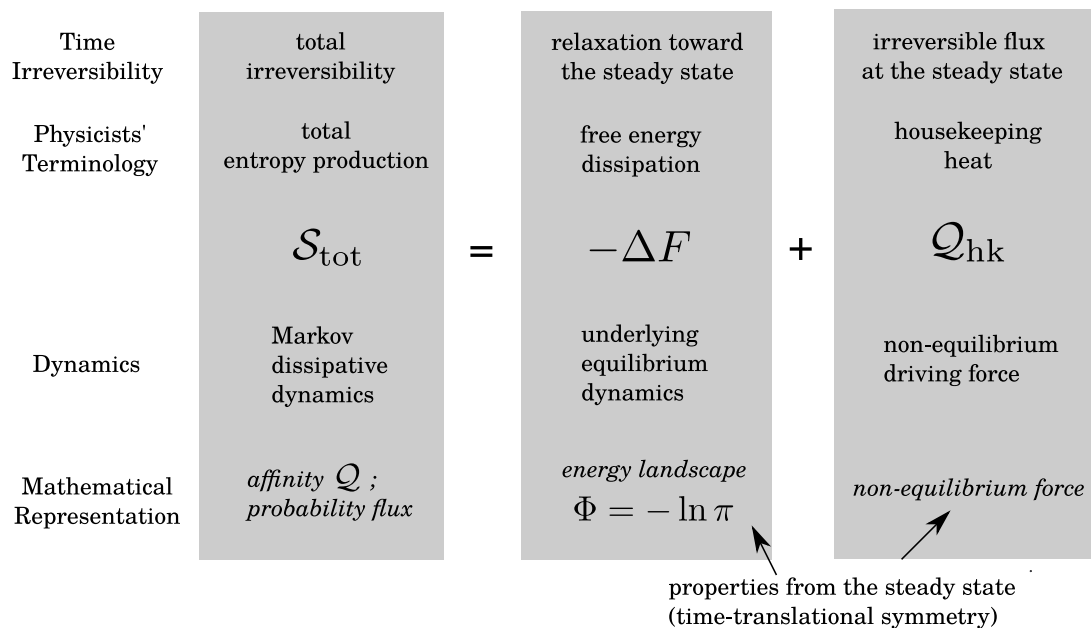 Time
Irreversibility
total
irreversibility
relaxation toward
the steady state
irreversible flux
at the steady state
Physicists'
Terminology
total
entropy production
free energy
dissipation
housekeeping
heat
𝒮tot = −ΔF + 𝒬hk
Dynamics
Markov
dissipative
dynamics
underlying
equilibrium
dynamics
non-equilibrium
driving force
Mathematical
Representation
affinity 𝒬 ;
probability flux
energy landscape
Φ = − ln π
non-equilibrium force
properties from the steady state
(time-translational symmetry)